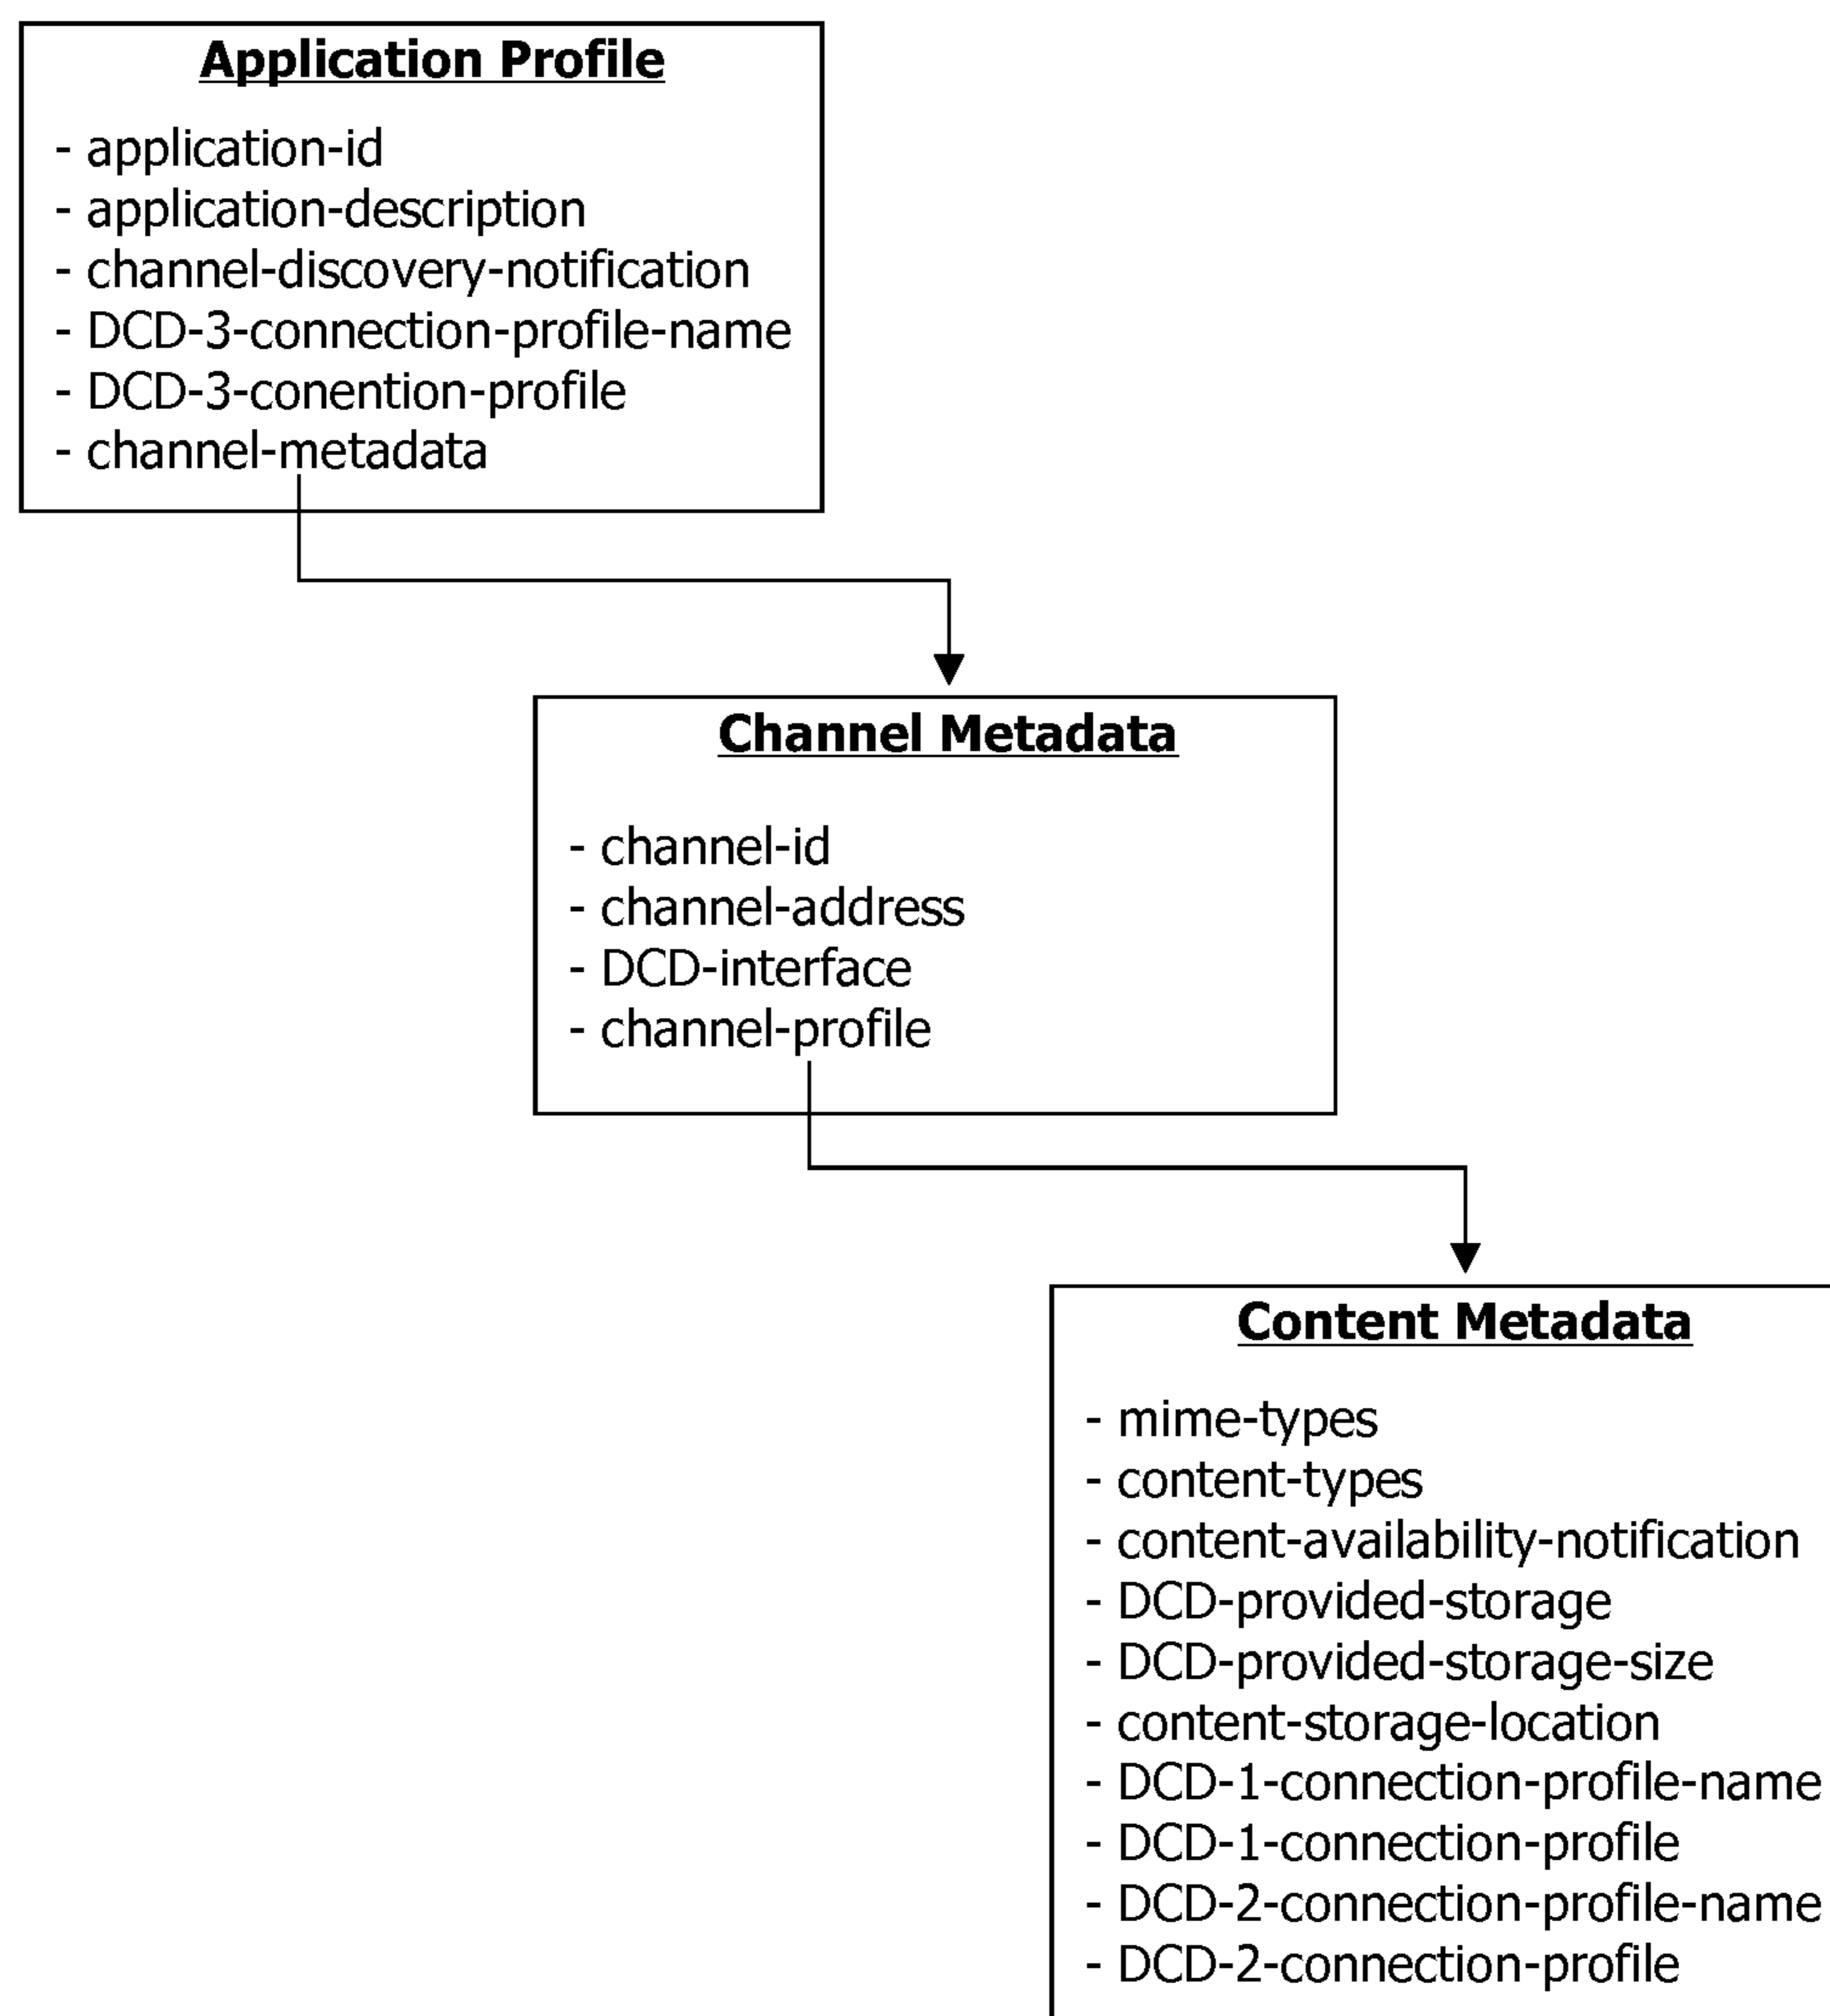 Application Profile
- application-id
- application-description
- channel-discovery-notification
- DCD-3-connection-profile-name
- DCD-3-conention-profile
- channel-metadata
Channel Metadata
- channel-id
- channel-address
- DCD-interface
- channel-profile
Content Metadata
- mime-types
- content-types
- content-availability-notification
- DCD-provided-storage
- DCD-provided-storage-size
- content-storage-location
- DCD-1-connection-profile-name
- DCD-1-connection-profile
- DCD-2-connection-profile-name
- DCD-2-connection-profile